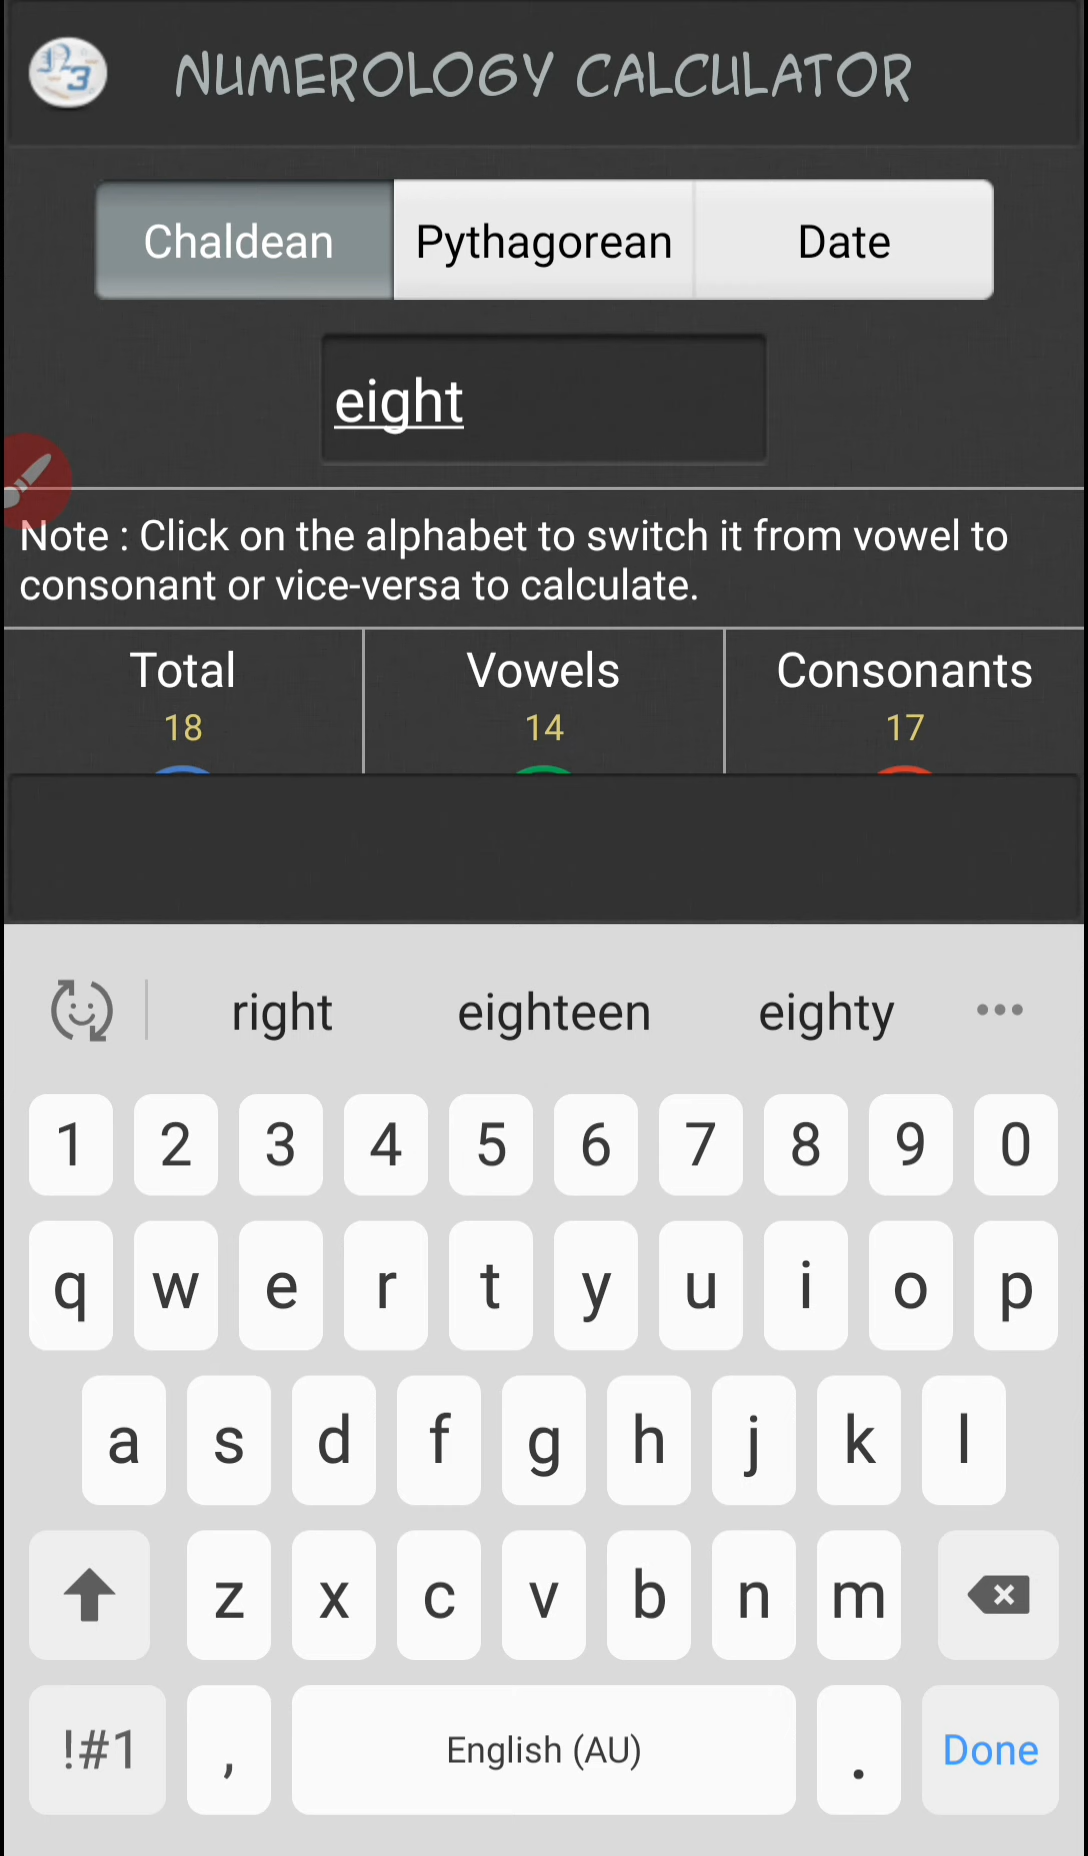 NUMEROLOGY CALCULATOR
Chaldean Pythagorean Date
eight
Note : Click on the alphabet to switch it from vowel to
consonant or vice-versa to calculate.
Total Vowels Consonants
18 14 17
right eighteen eighty
1 2 3 4 5 6 7 8 9 0
q w e r t y u i o p
a s d f g h j k l
z x c v b n m
!#1 , English (AU) . Done